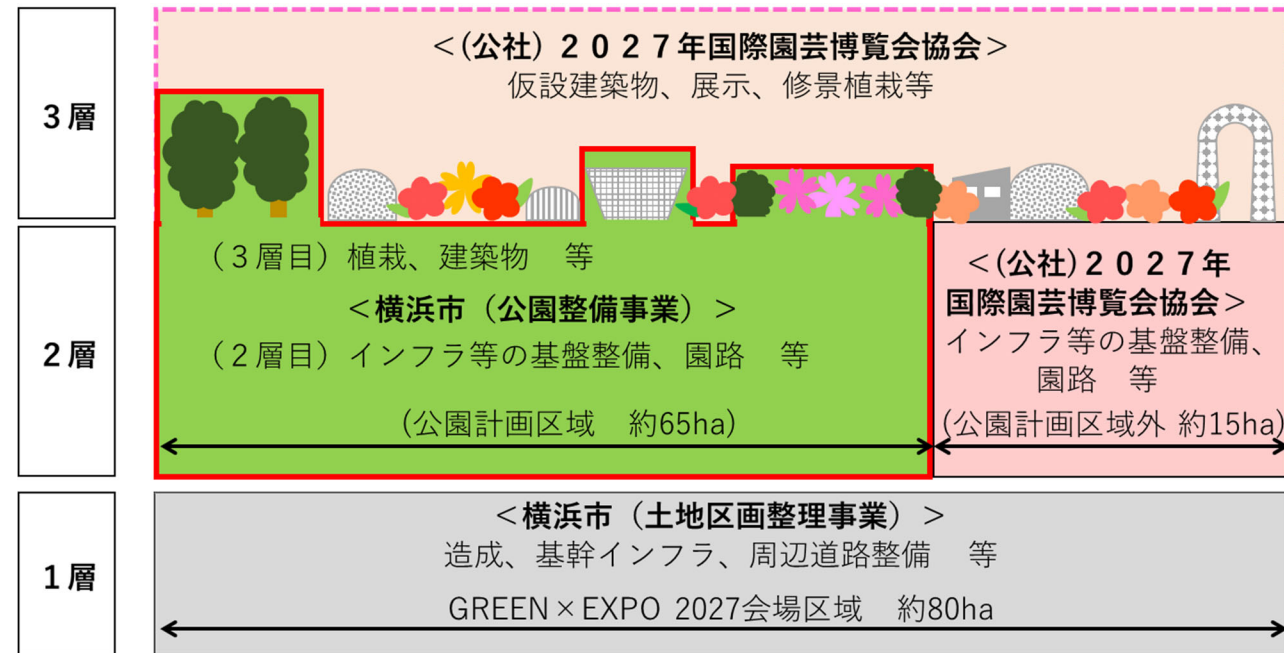 3層
＜(公社) ２０２７年国際園芸博覧会協会＞
仮設建築物、展示、修景植栽等
2層
（３層目）植栽、建築物　等
＜横浜市（公園整備事業）＞
（２層目）インフラ等の基盤整備、園路　等
(公園計画区域　約65ha)
＜(公社)２０２７年
国際園芸博覧会協会＞
インフラ等の基盤整備、
園路　等
(公園計画区域外 約15ha)
1層
＜横浜市（土地区画整理事業）＞
造成、基幹インフラ、周辺道路整備　等
GREEN×EXPO 2027会場区域　約80ha